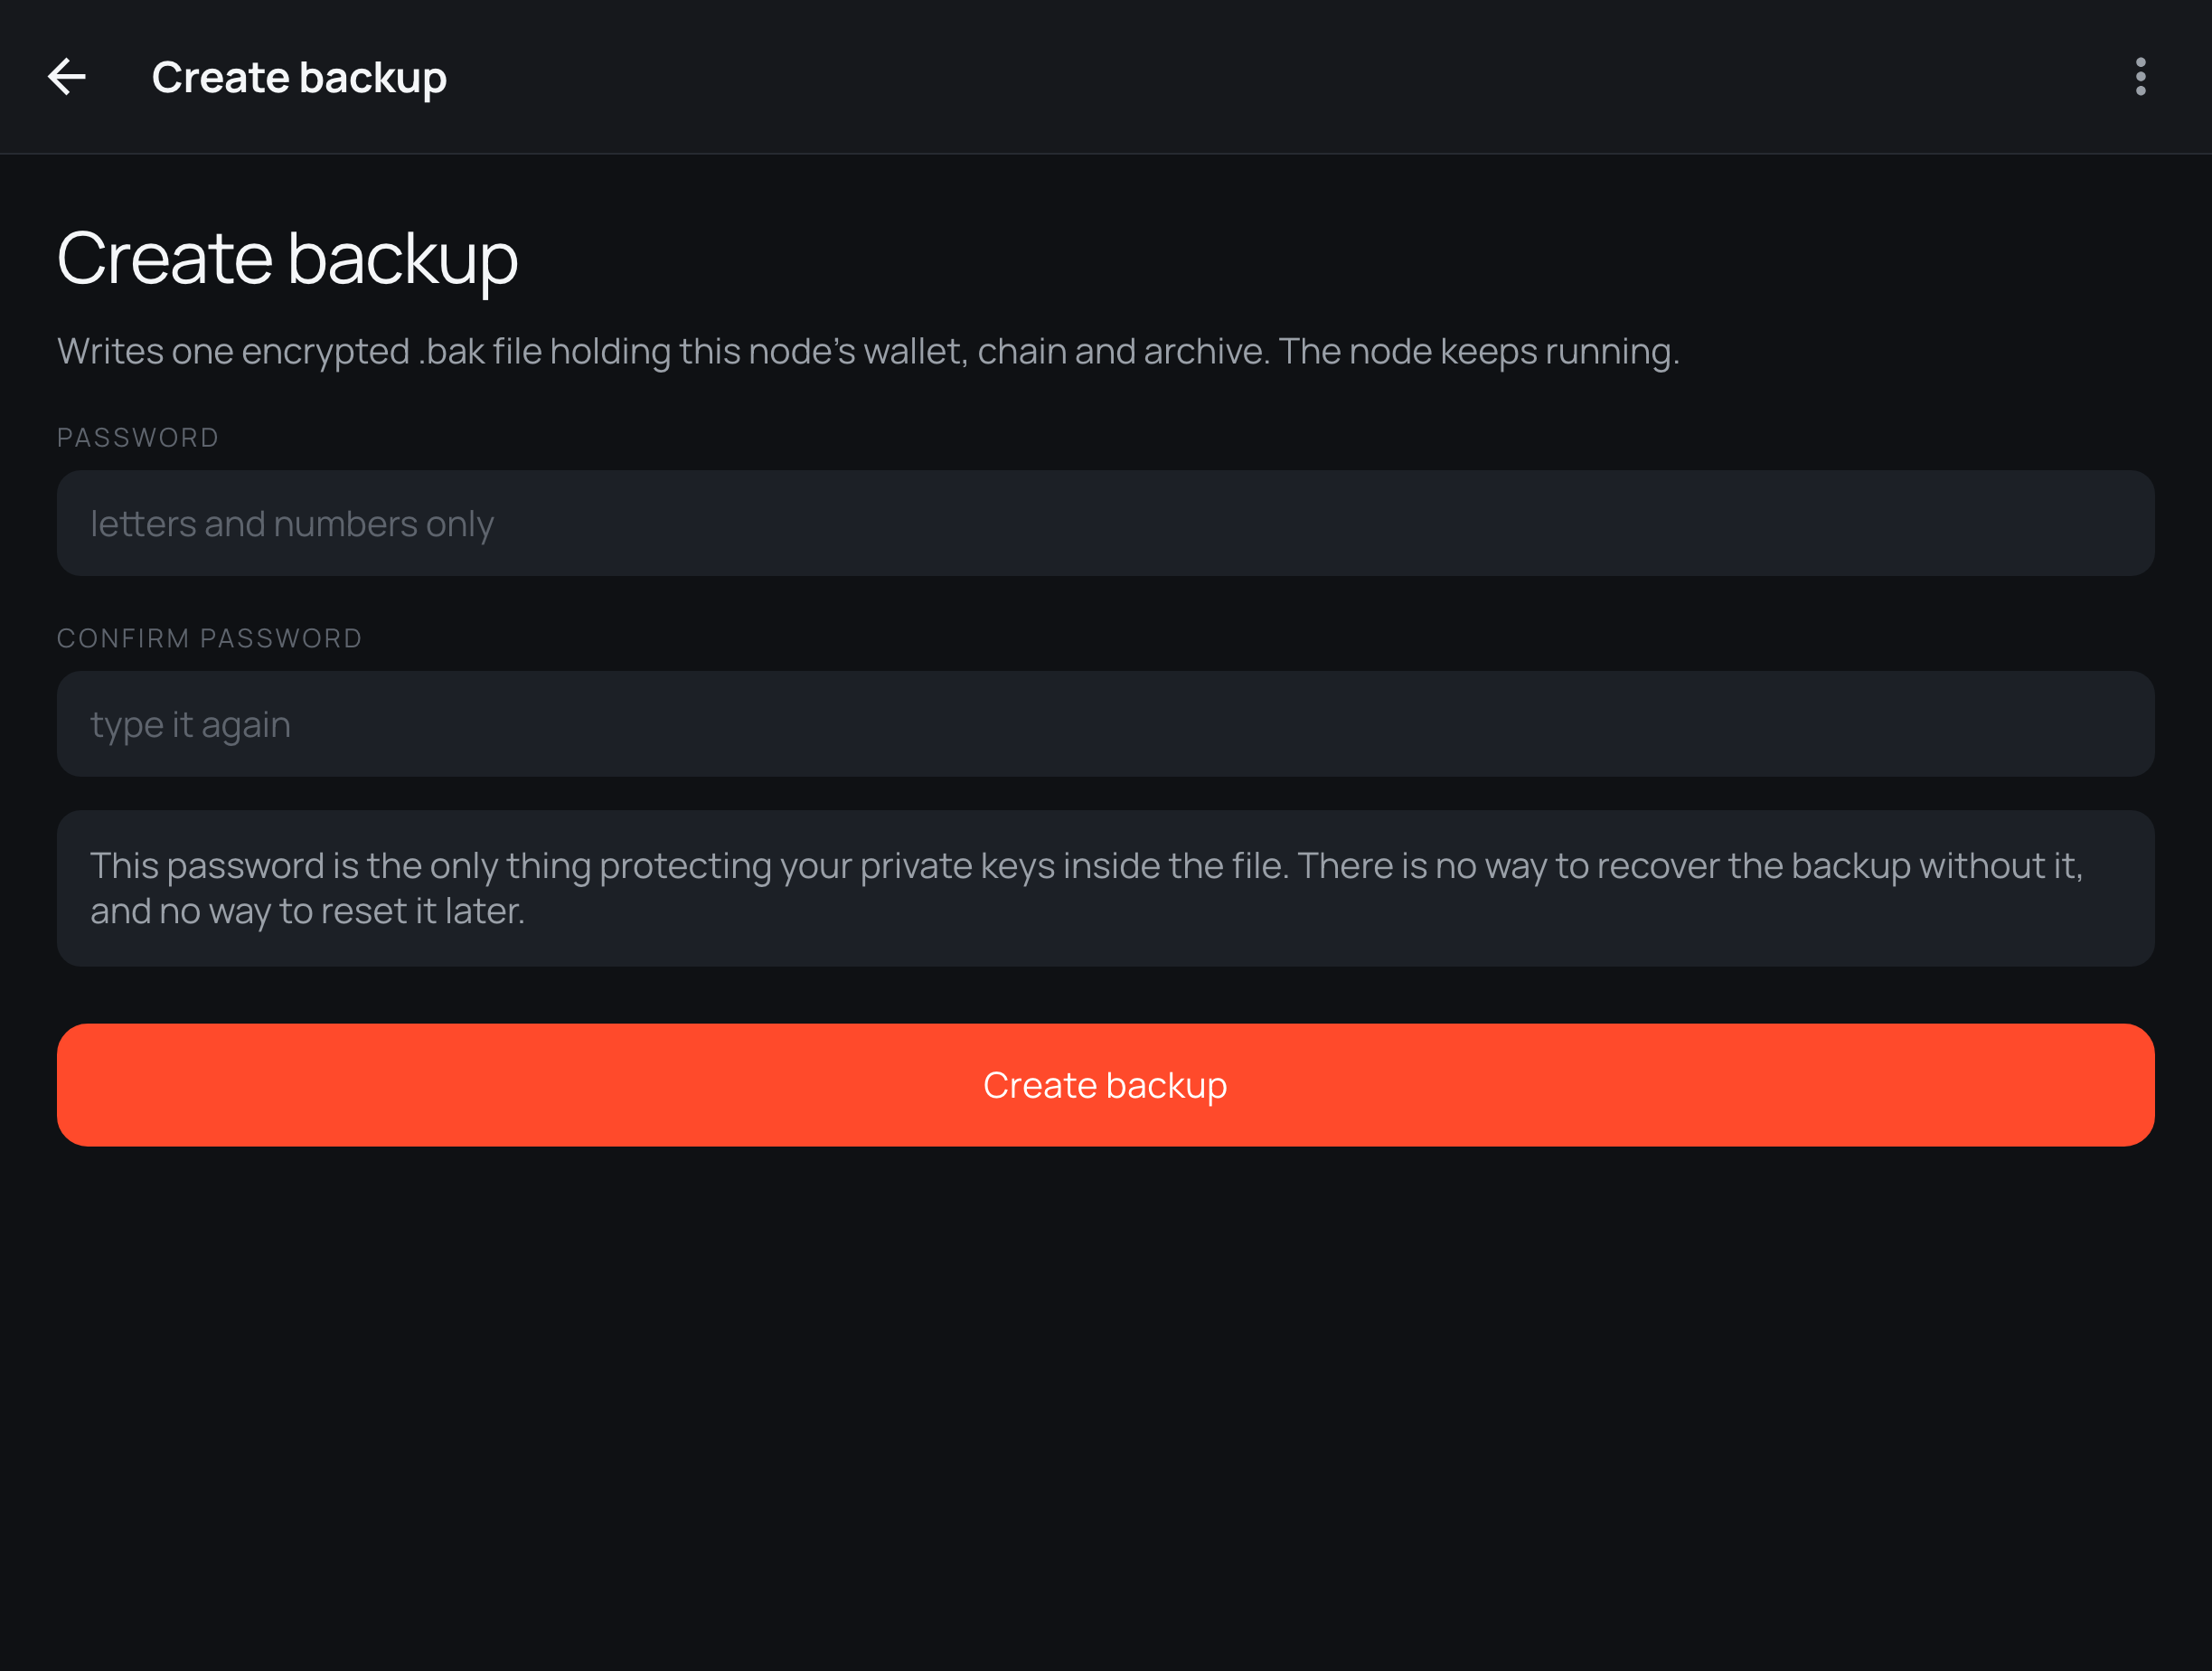 Create backup
Create backup
Writes one encrypted .bak file holding this node’s wallet, chain and archive. The node keeps running.
PASSWORD
letters and numbers only
CONFIRM PASSWORD
type it again
This password is the only thing protecting your private keys inside the file. There is no way to recover the backup without it,
and no way to reset it later.
Create backup